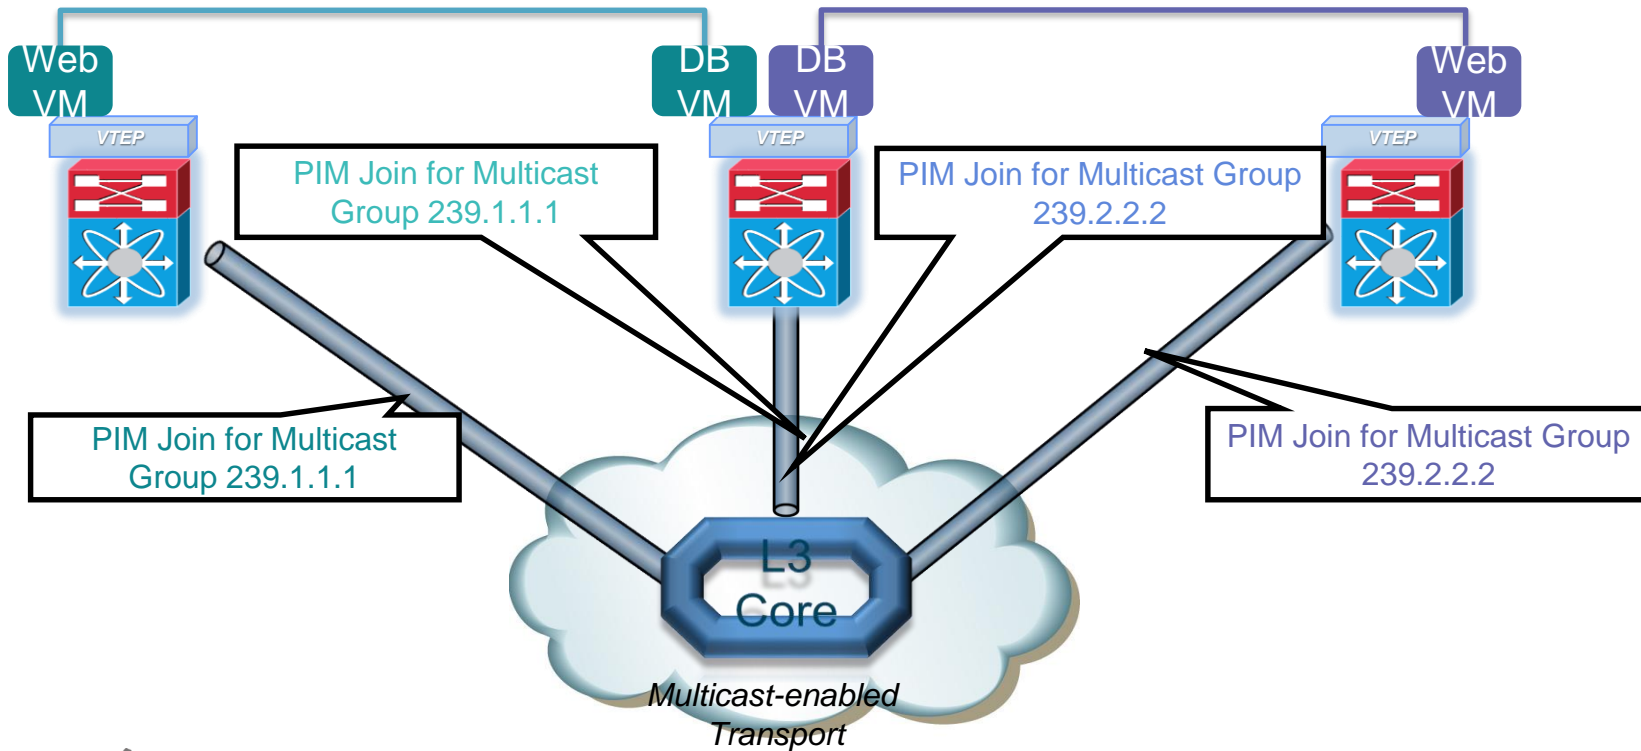 Web
VM
DB
VM
DB
VM
Web
VM
VTEP
VTEP
VTEP
PIM Join for Multicast
Group 239.1.1.1
PIM Join for Multicast Group
239.2.2.2
PIM Join for Multicast
Group 239.1.1.1
PIM Join for Multicast Group
239.2.2.2
L3
Core
Multicast-enabled
Transport